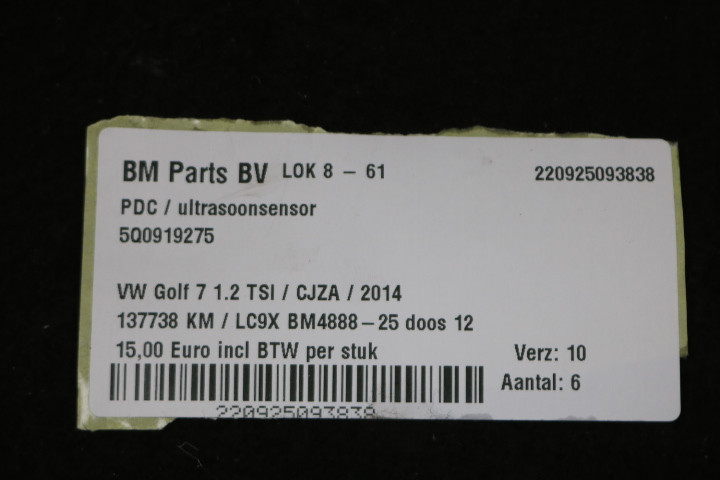 BM Parts BV LOK 8 - 61 220925093838
PDC / ultrasoonsensor
5Q0919275
VW Golf 7 1.2 TSI / CJZA / 2014
137738 KM / LC9X BM4888-25 doos 12
15,00 Euro incl BTW per stuk Verz: 10
Aantal: 6
220925093838